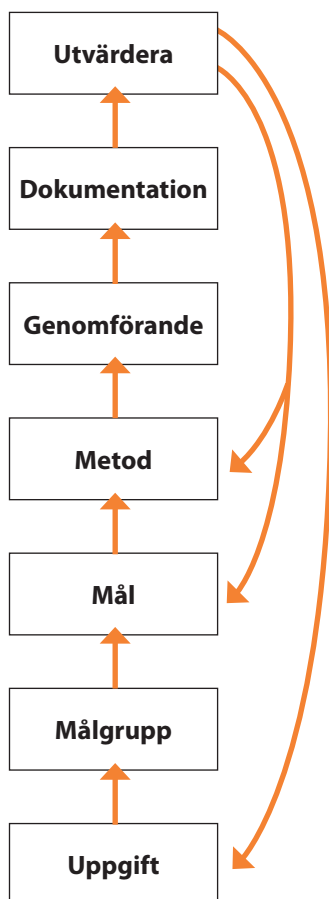 Utvärdera
Dokumentation
Genomförande
Metod
Mål
Målgrupp
Uppgift